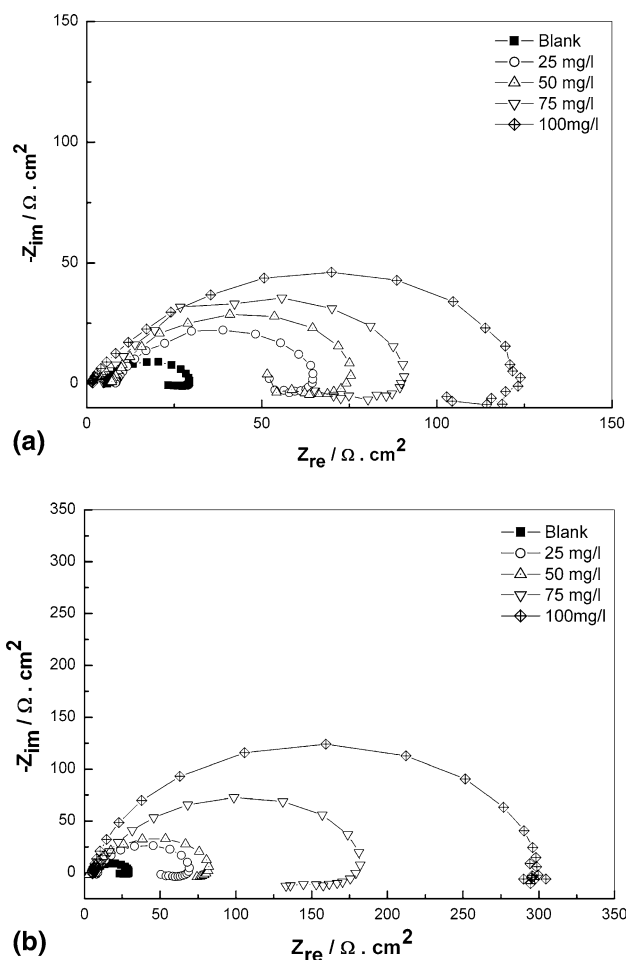 150
100
50
0
-Zim / Ω . cm2
Blank
25 mg/l
50 mg/l
75 mg/l
100mg/l
0 50 100 150
(a)
Zre / Ω . cm2
350
300
250
200
150
100
50
0
-Zim / Ω . cm2
Blank
25 mg/l
50 mg/l
75 mg/l
100mg/l
0 50 100 150 200 250 300 350
(b)
Zre / Ω . cm2